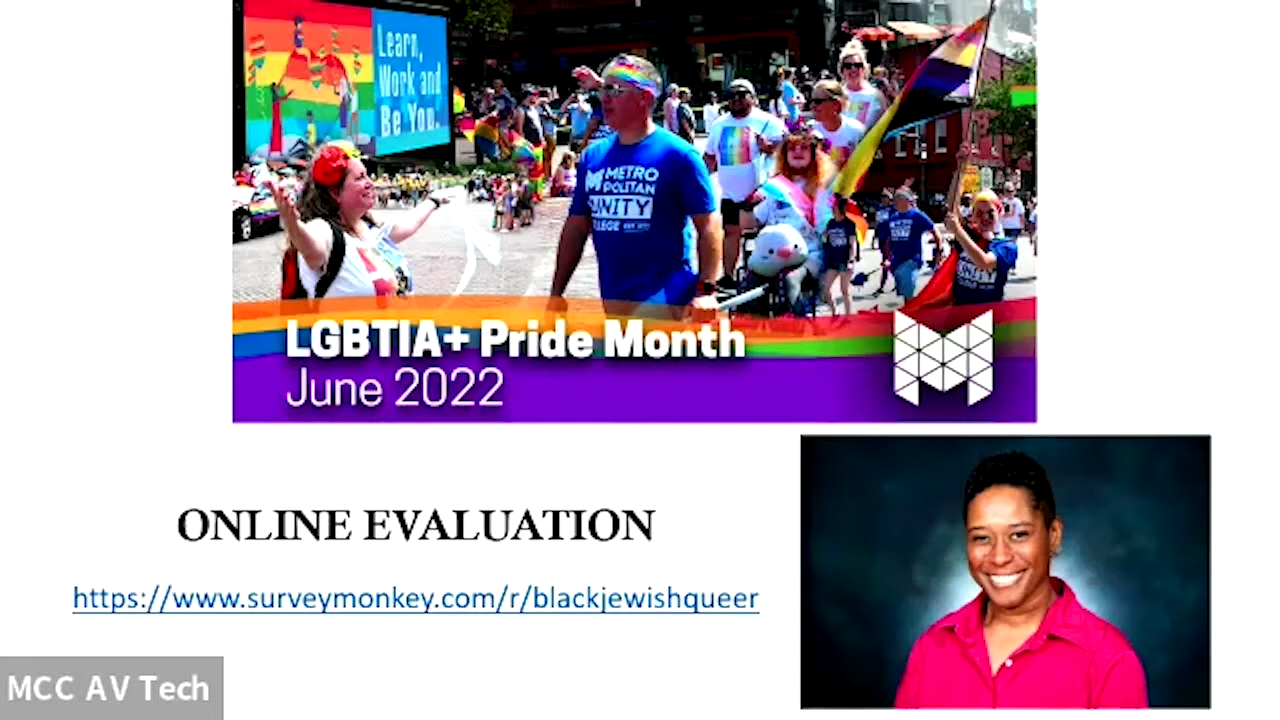 Learn,
Work and
Be You.
METRO
POLITAN
UNITY
LLEGE
LGBTIA+ Pride Month
June 2022
ONLINE EVALUATION
https://www.surveymonkey.com/r/blackjewishqueer
MCC AV Tech